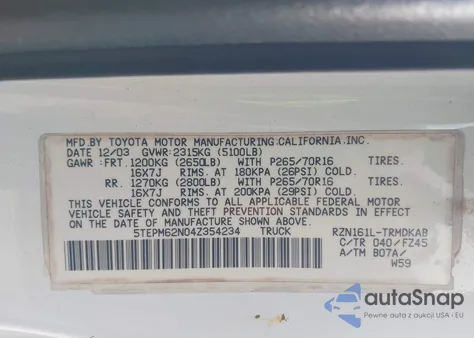 MFD.BY TOYOTA MOTOR MANUFACTURING,CALIFORNIA,INC.
DATE 12/03 GVWR:2315KG (5100LB)
GAWR:FRT.1200KG (2650LB) WITH P265/70R16 TIRES.
16X7J RIMS. AT 180KPA (26PSI) COLD.
RR. 1270KG (2800LB) WITH P265/70R16 TIRES.
16X7J RIMS. AT 200KPA (29PSI) COLD.
THIS VEHICLE CONFORMS TO ALL APPLICABLE FEDERAL MOTOR
VEHICLE SAFETY STANDARDS IN EFFECT ON THE DATE OF
MANUFACTURE SHOWN ABOVE.
5TEPM62N04Z354234 TRUCK RZN161L-TRMDKAB
C/TR 040/FZ45
A/TM B07A/
W59
autaSnap
Pewne auta z aukcji USA i EU